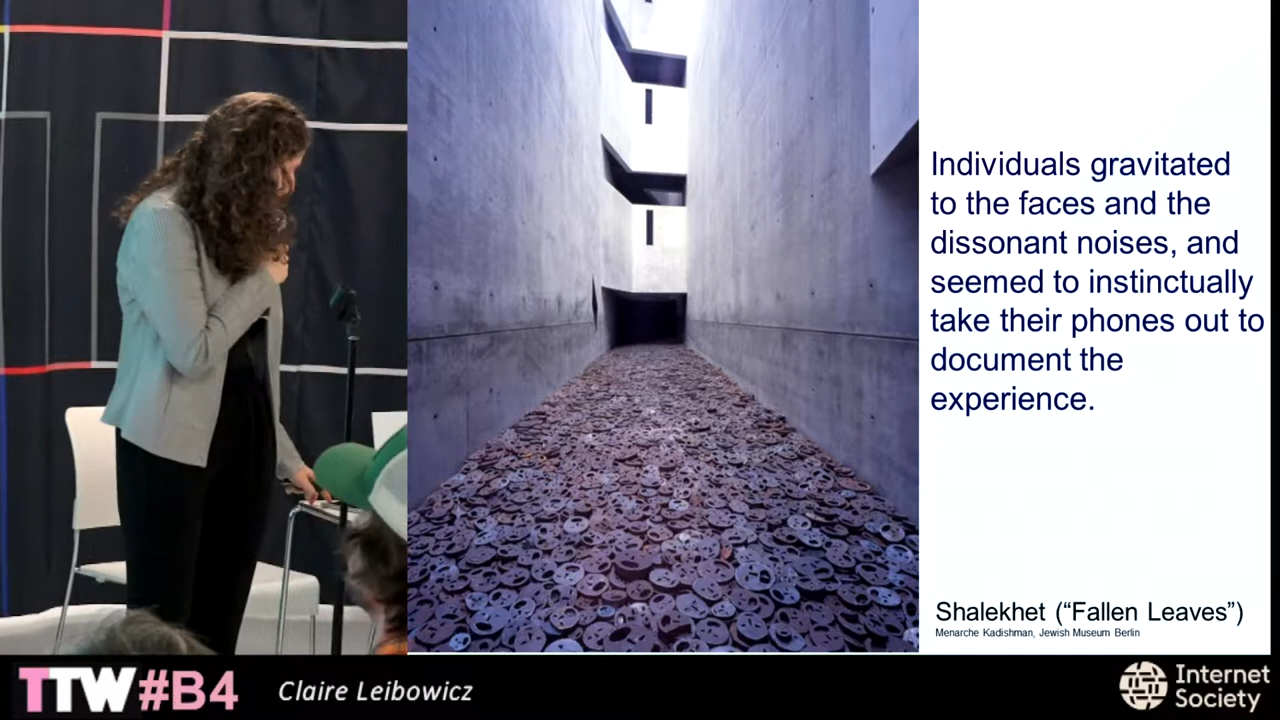 Individuals gravitated
to the faces and the
dissonant noises, and
seemed to instinctually
take their phones out to
document the
experience.
Shalekhet (“Fallen Leaves”)
Menarche Kadishman, Jewish Museum Berlin
TTW#B4
Claire Leibowicz
Internet
Society